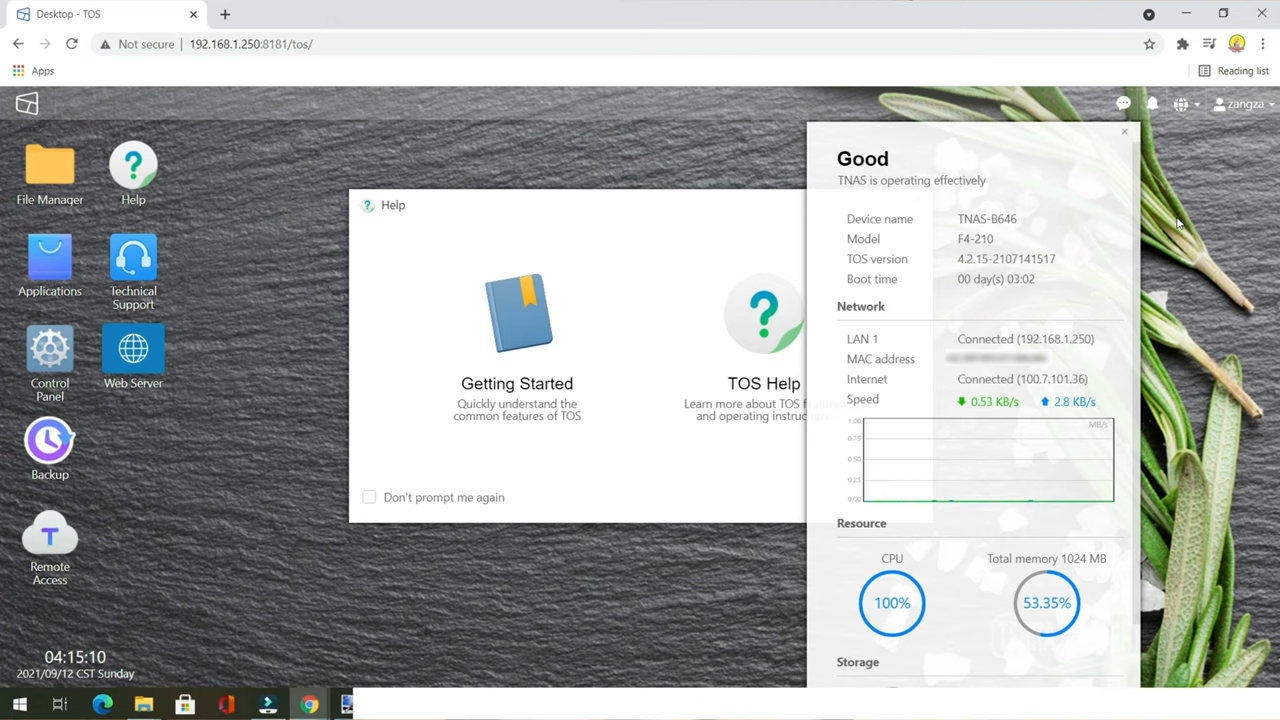 Desktop - TOS
Not secure
192.168.1.250:8181/tos/
Apps
Reading list
zangza
File Manager
Help
Applications
Technical
Support
Control
Panel
Web Server
Backup
T
Remote
Access
04:15:10
2021/09/12 CST Sunday
? Help
?
Getting Started
Quickly understand the
common features of TOS
TOS Help
Learn more about TOS
and operating
Don't prompt me again
Good
TNAS is operating effectively
Device name TNAS-B646
Model F4-210
TOS version 4.2.15-2107141517
Boot time 00 day(s) 03:02
Network
LAN 1 Connected (192.168.1.250)
MAC address
Internet Connected (100.7.101.36)
Speed 0.53 KB/s 2.8 KB/s
MB/s
1.00
0.75
0.50
0.25
0.00
Resource
CPU Total memory 1024 MB
100% 53.35%
Storage